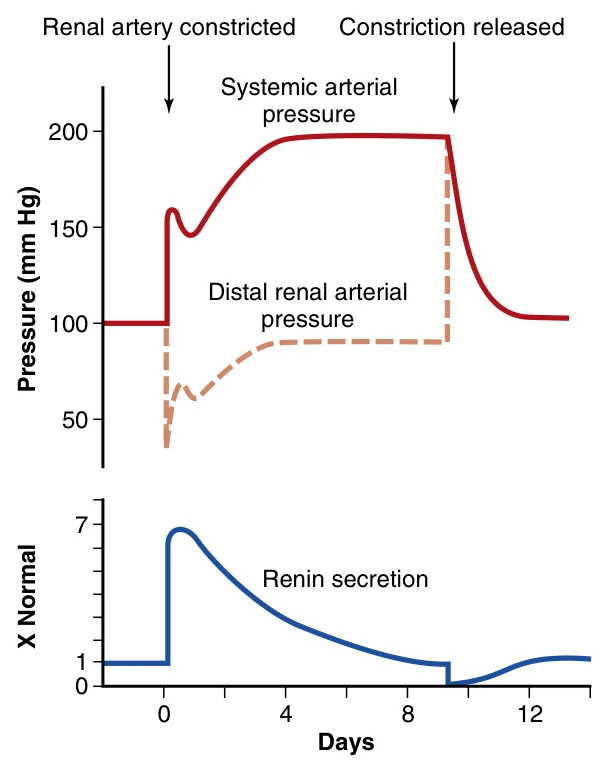 Renal artery constricted
Constriction released
Systemic arterial
pressure
200
150
100
50
Pressure (mm Hg)
Distal renal arterial
pressure
7
1
0
X Normal
Renin secretion
0
4
8
12
Days